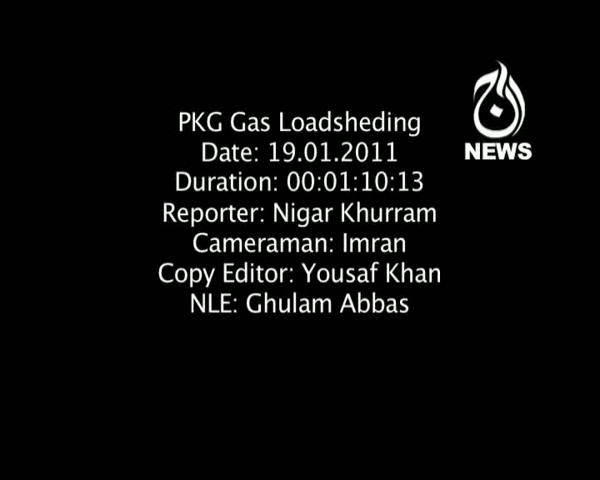 PKG Gas Loadsheding
Date: 19.01.2011
Duration: 00:01:10:13
Reporter: Nigar Khurram
Cameraman: Imran
Copy Editor: Yousaf Khan
NLE: Ghulam Abbas
آج
NEWS